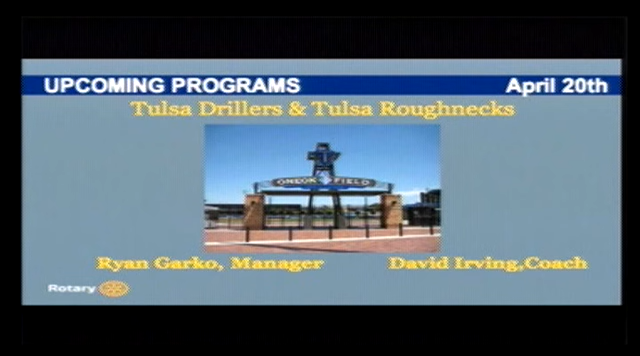 UPCOMING PROGRAMS April 20th
Tulsa Drillers & Tulsa Roughnecks
ONEOK FIELD
Ryan Garko, Manager David Irving,Coach
Rotary